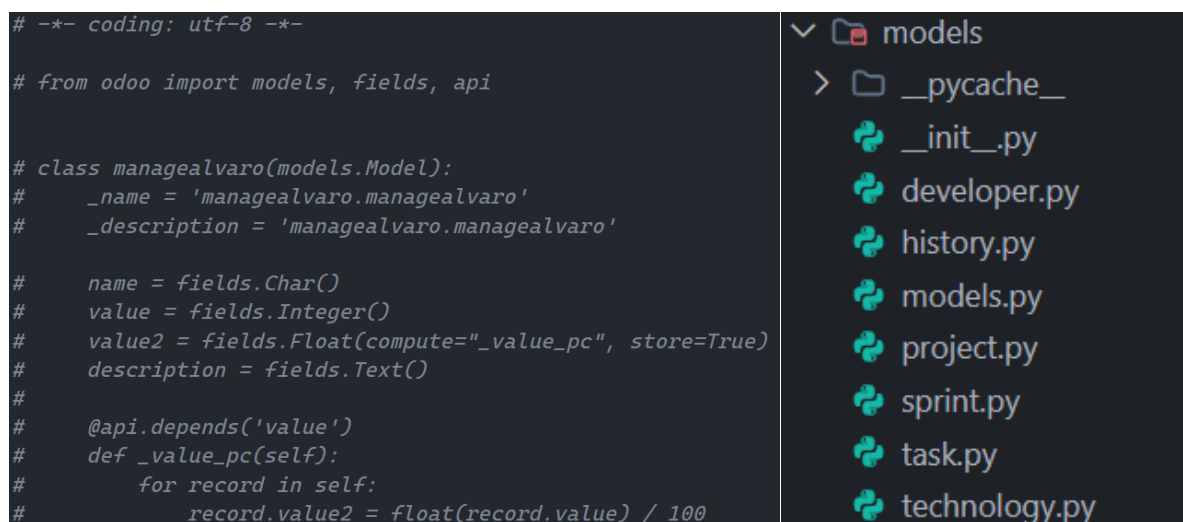 # -*- coding: utf-8 -*-
# from odoo import models, fields, api
# class managealvaro(models.Model):
#     _name = 'managealvaro.managealvaro'
#     _description = 'managealvaro.managealvaro'
#     name = fields.Char()
#     value = fields.Integer()
#     value2 = fields.Float(compute="_value_pc", store=True)
#     description = fields.Text()
#
#     @api.depends('value')
#     def _value_pc(self):
#         for record in self:
#             record.value2 = float(record.value) / 100
models
__pycache__
__init__.py
developer.py
history.py
models.py
project.py
sprint.py
task.py
technology.py